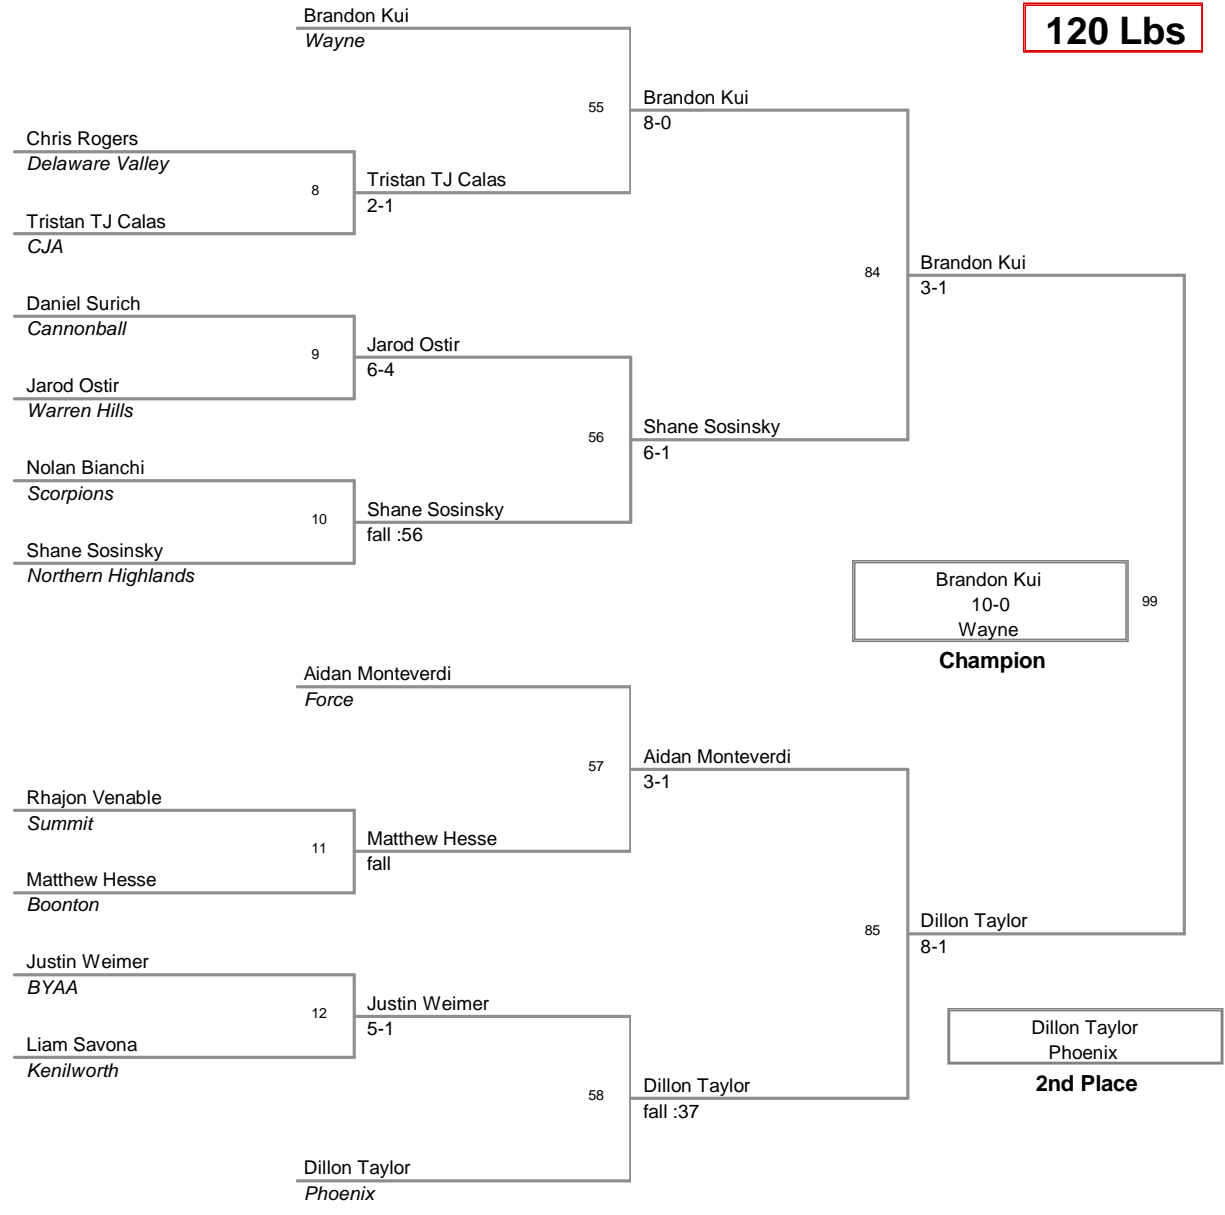 Brandon Kui
Wayne
120 Lbs
55
Brandon Kui
8-0
Chris Rogers
Delaware Valley
8
Tristan TJ Calas
2-1
Tristan TJ Calas
CJA
84
Brandon Kui
3-1
Daniel Surich
Cannonball
9
Jarod Ostir
6-4
Jarod Ostir
Warren Hills
56
Shane Sosinsky
6-1
Nolan Bianchi
Scorpions
10
Shane Sosinsky
fall :56
Shane Sosinsky
Northern Highlands
Brandon Kui
10-0
Wayne
99
Champion
Aidan Monteverdi
Force
57
Aidan Monteverdi
3-1
Rhajon Venable
Summit
11
Matthew Hesse
fall
Matthew Hesse
Boonton
85
Dillon Taylor
8-1
Justin Weimer
BYAA
12
Justin Weimer
5-1
Liam Savona
Kenilworth
Dillon Taylor
Phoenix
2nd Place
58
Dillon Taylor
fall :37
Dillon Taylor
Phoenix